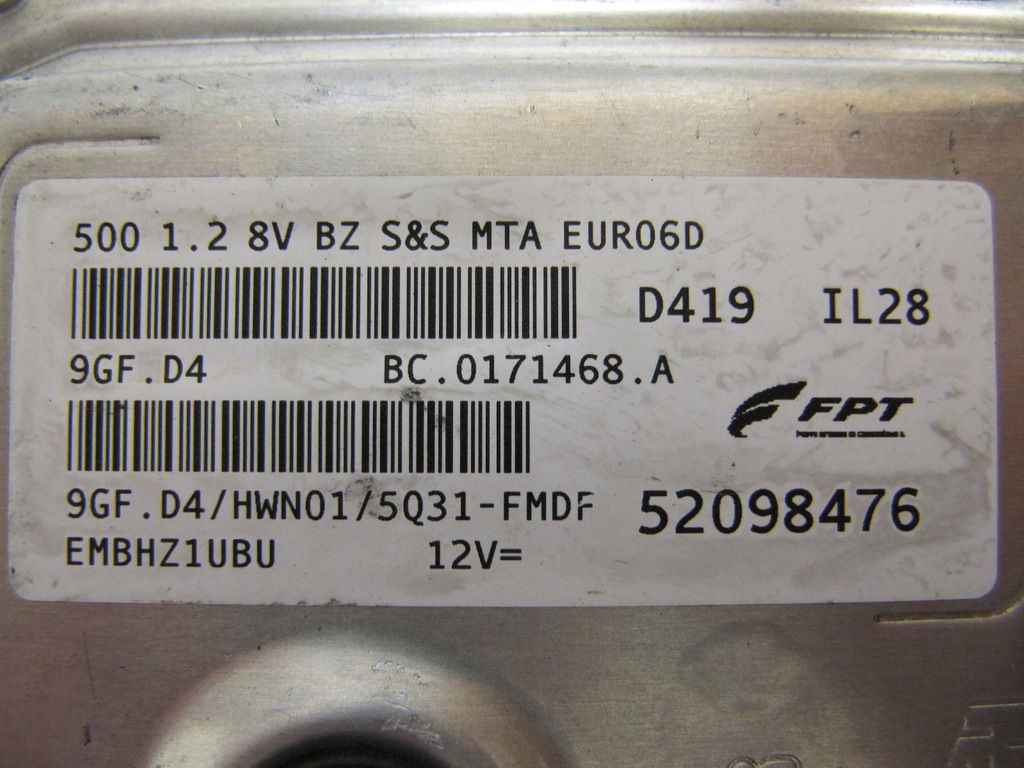 500 1.2 8V BZ S&S MTA EURO6D
D419 IL28
9GF.D4 BC.0171468.A
FPT
9GF.D4/HWN01/5Q31-FMDF
52098476
EMBHZ1UBU 12V=